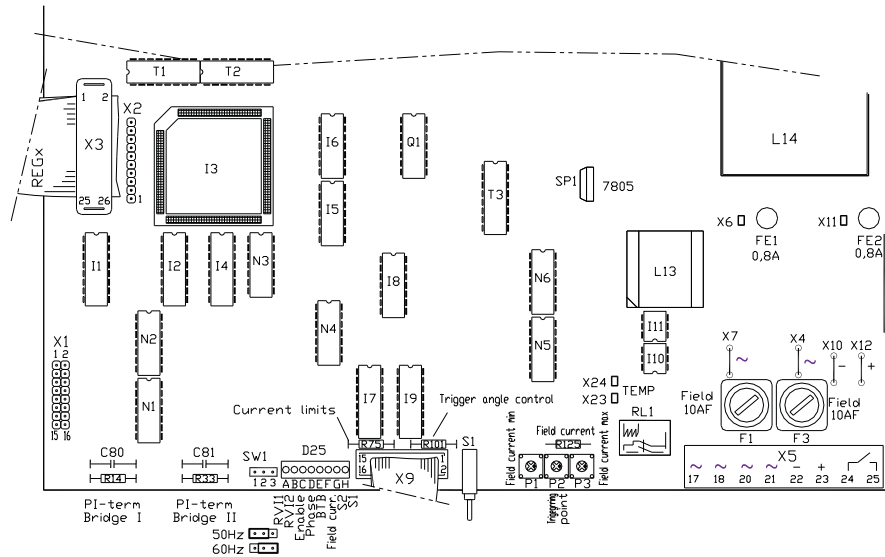 T1
T2
1 2
X2
X3
REGx
25 26
1
I3
I6
Q1
I5
T3
SP1
7805
L14
X6
FE1
0,8A
X11
FE2
0,8A
I1
I2
I4
N3
I8
N6
L13
N2
N4
N5
I11
I10
X1
1 2
15 16
N1
X7
~
X4
~
X10
-
X12
+
I7
I9
X24
X23
TEMP
RL1
Field
10AF
Field
10AF
F1
F3
Current limits
Trigger angle control
R75
R101
S1
Field current min
Field current
R125
Field current max
P1
P2
P3
Triggering
point
X5
~ ~ ~ ~ - +
17 18 20 21 22 23 24 25
C80
R14
C81
R33
SW1
1 2 3
D25
A B C D E F G H
15
16
1
2
X9
PI-term
Bridge I
PI-term
Bridge II
RVI1
RVI2
Enable
Phase
BTB
Field curr.
S2
S1
50Hz
60Hz